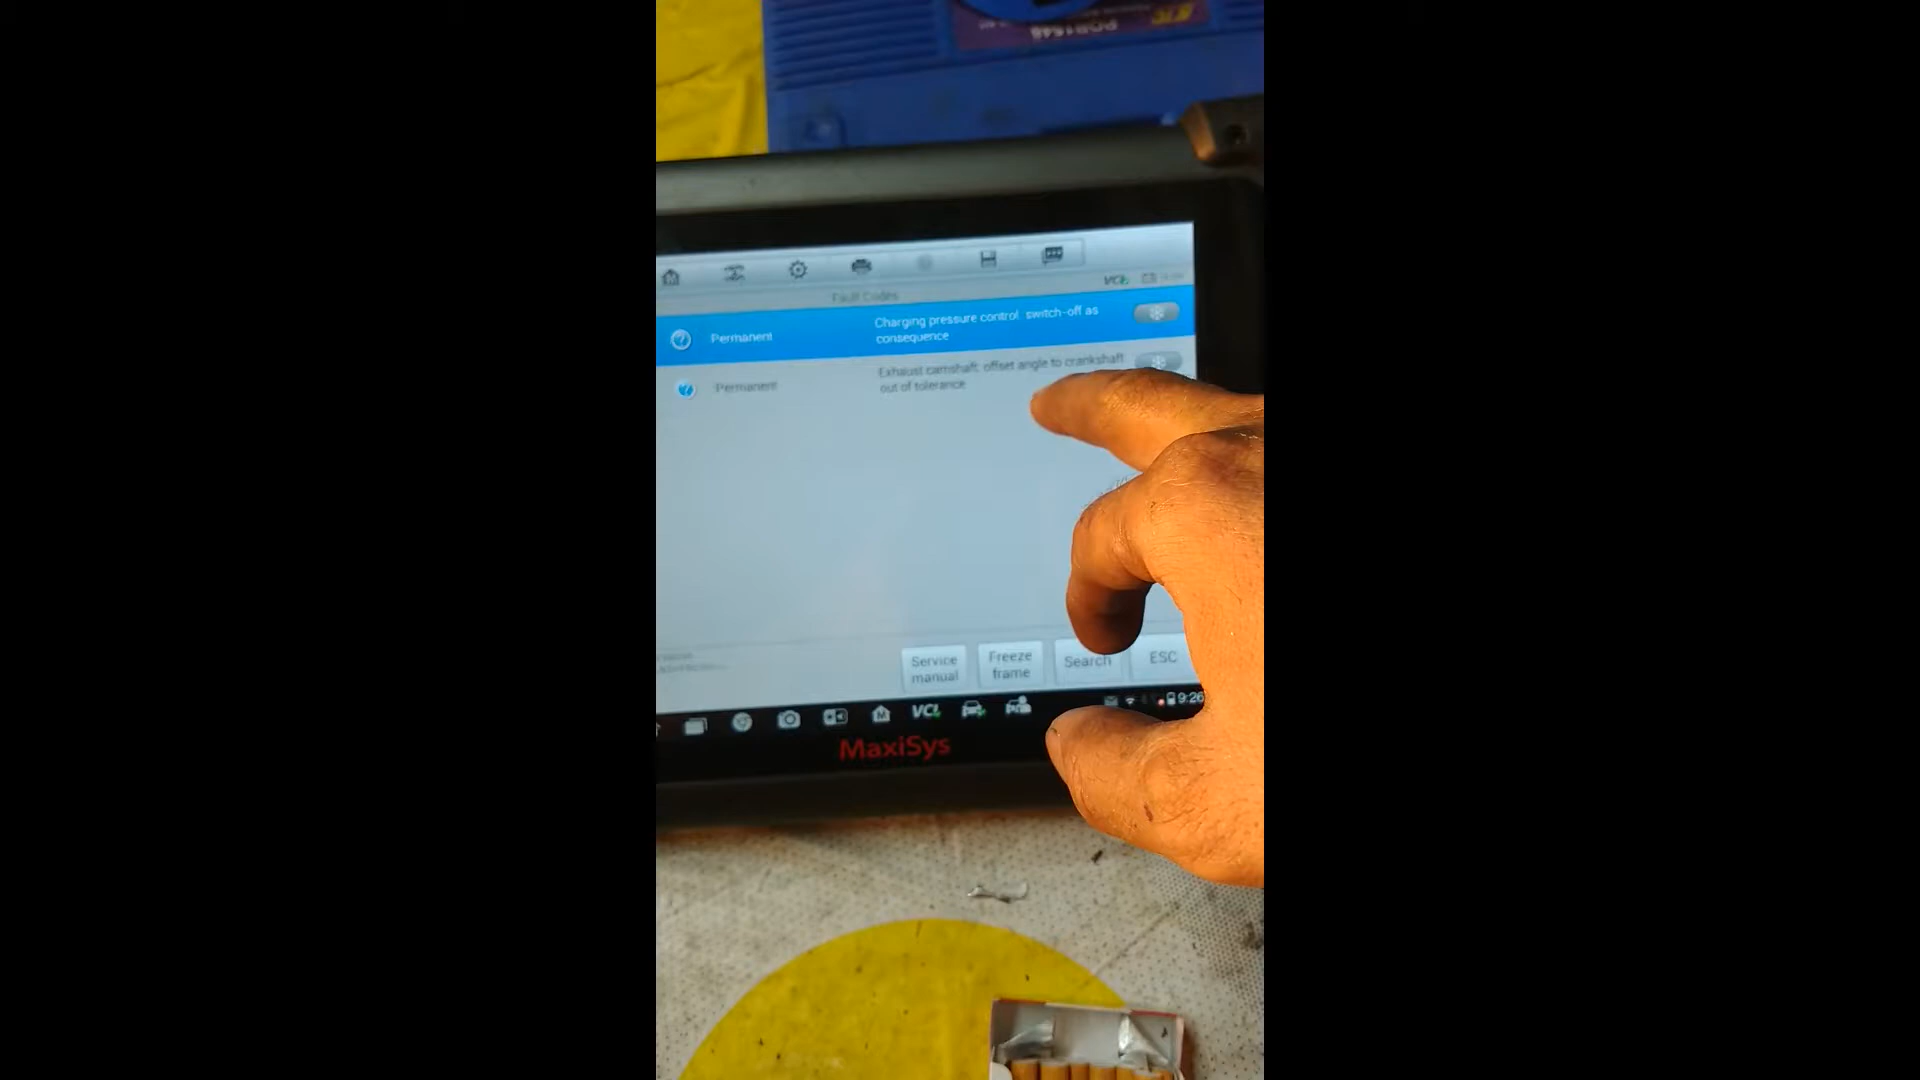 VCI
Fault Codes
Permanent
Charging pressure control: switch-off as
consequence
Permanent
Exhaust camshaft: offset angle to crankshaft
out of tolerance
Service
manual
Freeze
frame
Search
ESC
VCI
9:26
MaxiSys